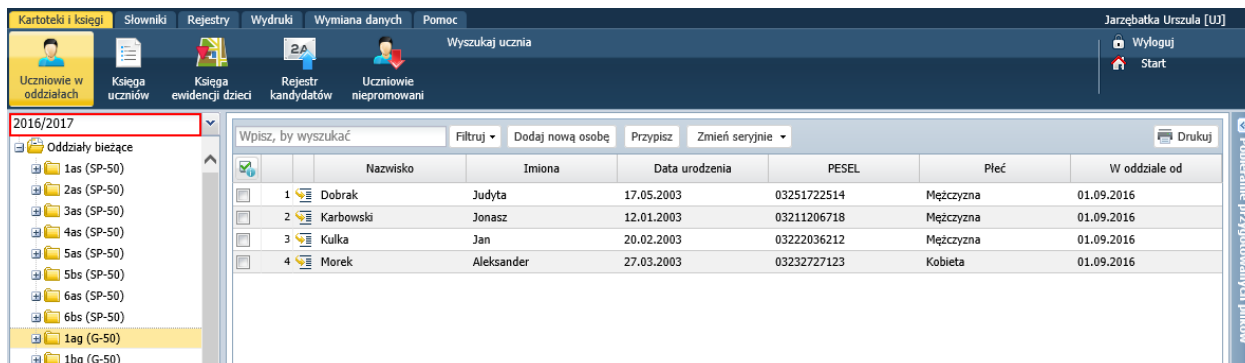 Kartoteki i księgi Słowniki Rejestry Wydruki Wymiana danych Pomoc Jarzębatka Urszula [UJ]
Uczniowie w oddziałach
Księga uczniów
Księga ewidencji dzieci
Rejestr kandydatów
Uczniowie niepromowani
Wyszukaj ucznia
Wyloguj
Start
2016/2017
Oddziały bieżące
1as (SP-50)
2as (SP-50)
3as (SP-50)
4as (SP-50)
5as (SP-50)
5bs (SP-50)
6as (SP-50)
6bs (SP-50)
1ag (G-50)
1bg (G-50)
Wpisz, by wyszukać Filtruj Dodaj nową osobę Przypisz Zmień seryjnie Drukuj
Nazwisko Imiona Data urodzenia PESEL Płeć W oddziale od
1 Dobrak Judyta 17.05.2003 03251722514 Mężczyzna 01.09.2016
2 Karbowski Jonasz 12.01.2003 03211206718 Mężczyzna 01.09.2016
3 Kulka Jan 20.02.2003 03222036212 Mężczyzna 01.09.2016
4 Morek Aleksander 27.03.2003 03232727123 Kobieta 01.09.2016
Pobieranie przygotowanych plików